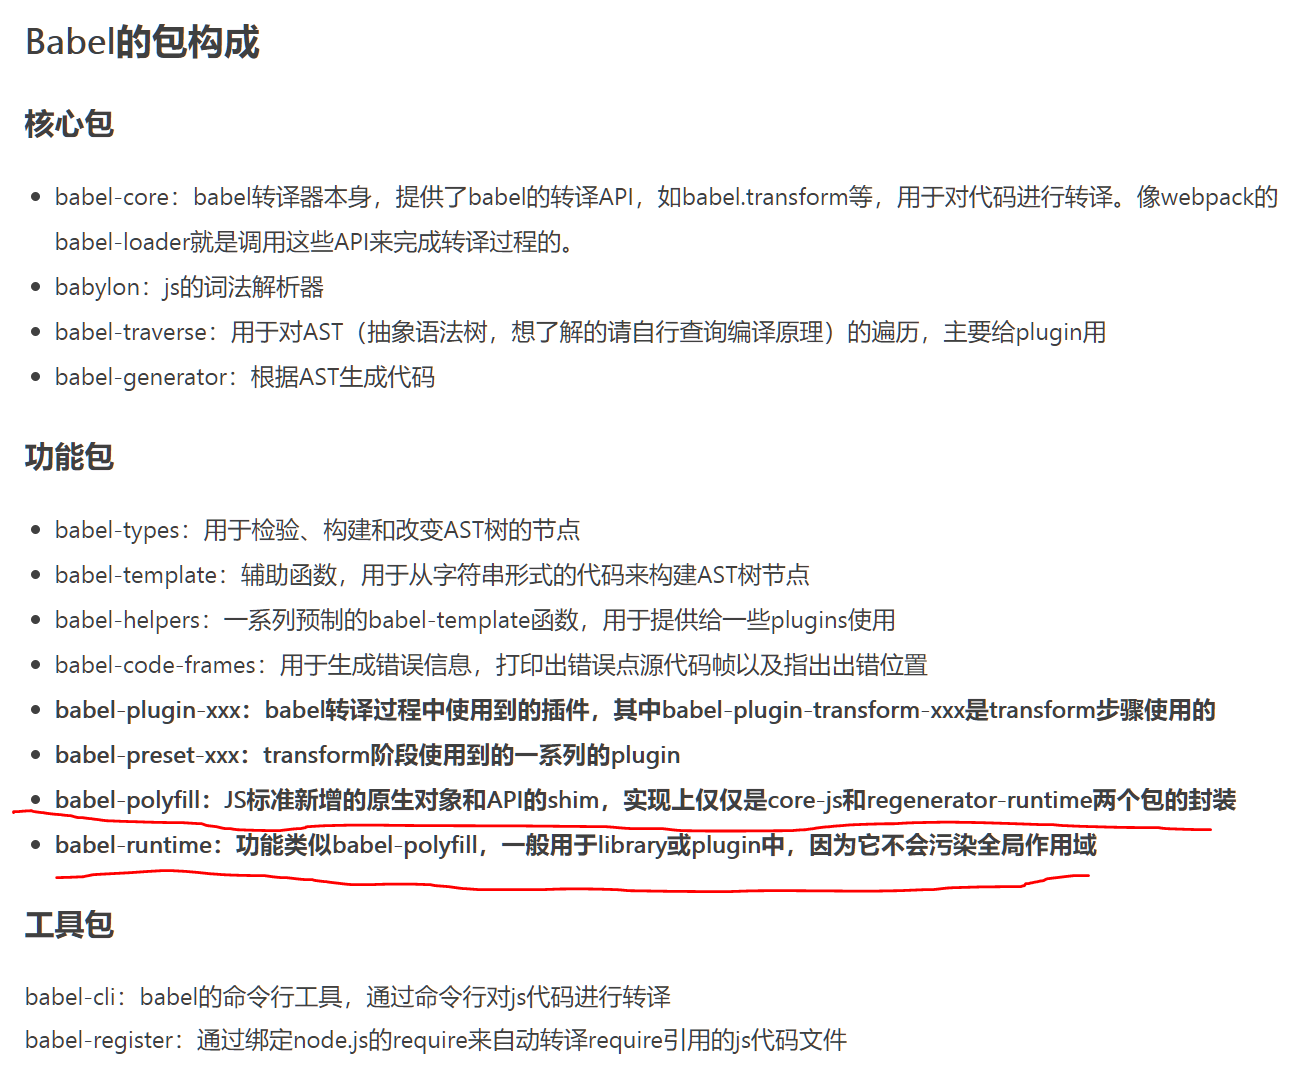 Babel的包构成
核心包
babel-core：babel转译器本身，提供了babel的转译API，如babel.transform等，用于对代码进行转译。像webpack的
babel-loader就是调用这些API来完成转译过程的。
babylon：js的词法解析器
babel-traverse：用于对AST（抽象语法树，想了解的请自行查询编译原理）的遍历，主要给plugin用
babel-generator：根据AST生成代码
功能包
babel-types：用于检验、构建和改变AST树的节点
babel-template：辅助函数，用于从字符串形式的代码来构建AST树节点
babel-helpers：一系列预制的babel-template函数，用于提供给一些plugins使用
babel-code-frames：用于生成错误信息，打印出错误点源代码帧以及指出出错位置
babel-plugin-xxx：babel转译过程中使用到的插件，其中babel-plugin-transform-xxx是transform步骤使用的
babel-preset-xxx：transform阶段使用到的一系列的plugin
babel-polyfill：JS标准新增的原生对象和API的shim，实现上仅仅是core-js和regenerator-runtime两个包的封装
babel-runtime：功能类似babel-polyfill，一般用于library或plugin中，因为它不会污染全局作用域
工具包
babel-cli：babel的命令行工具，通过命令行对js代码进行转译
babel-register：通过绑定node.js的require来自动转译require引用的js代码文件